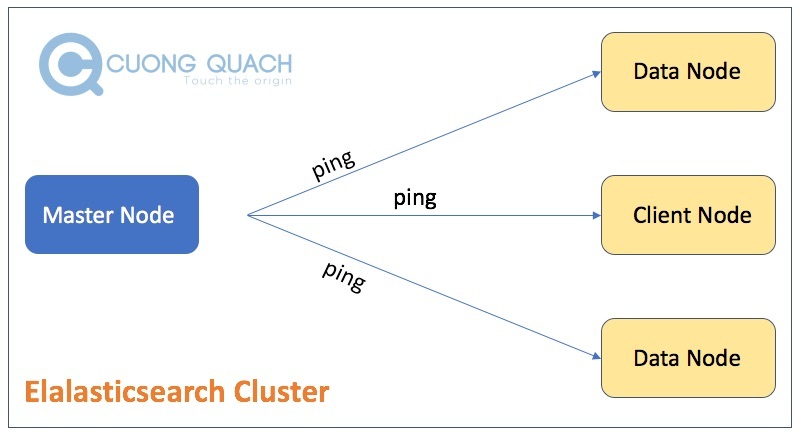 CUONG QUACH
Touch the origin
Data Node
ping
Master Node
ping
Client Node
ping
Data Node
Elalasticsearch Cluster